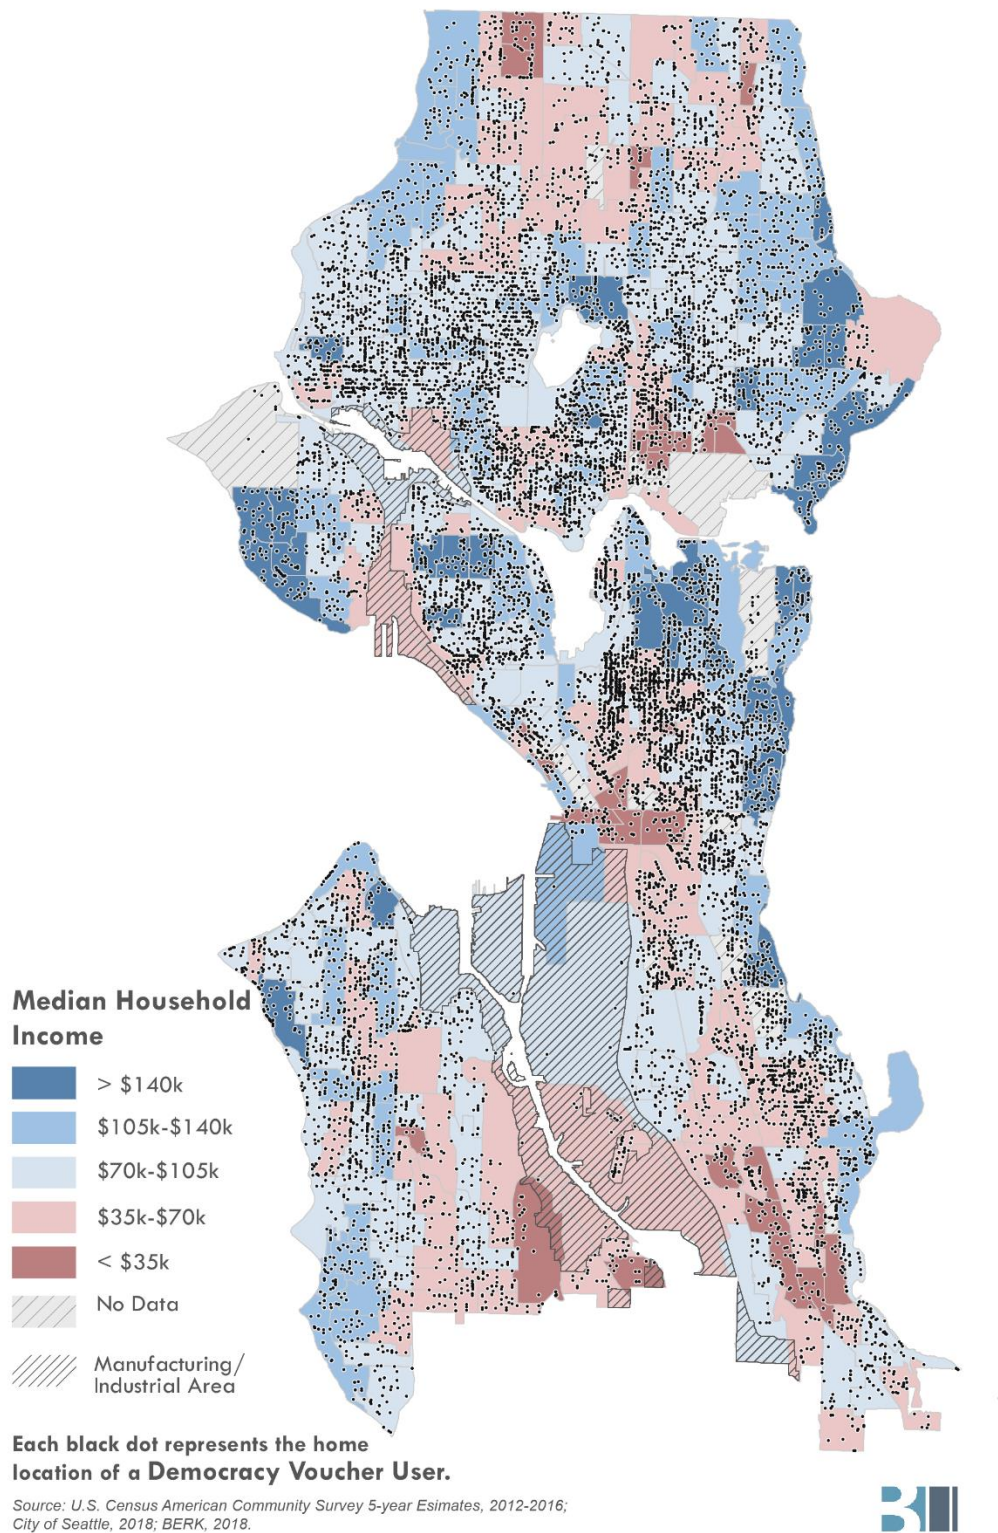 Median Household
Income
> $140k
$105k-$140k
$70k-$105k
$35k-$70k
< $35k
No Data
Manufacturing/
Industrial Area
Each black dot represents the home
location of a Democracy Voucher User.
Source: U.S. Census American Community Survey 5-year Esimates, 2012-2016;
City of Seattle, 2018; BERK, 2018.
B